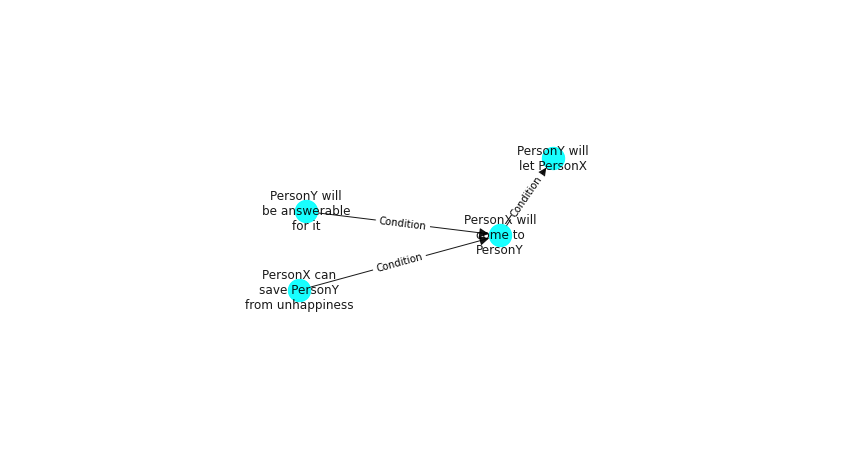 PersonY will
let PersonX
Condition
PersonY will
be answerable
for it
Condition
PersonX will
come to
PersonY
Condition
PersonX can
save PersonY
from unhappiness